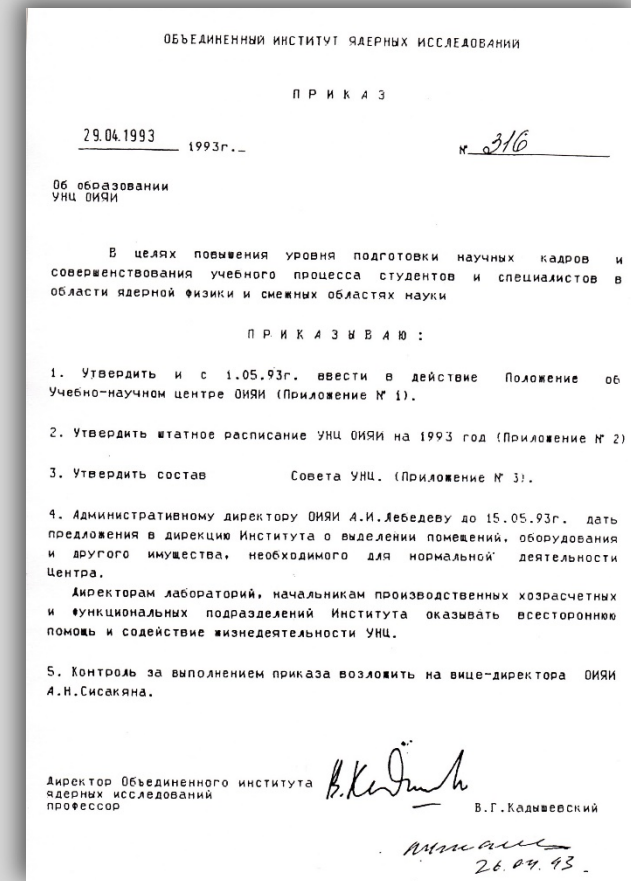 ОБЪЕДИНЕННЫЙ ИНСТИТУТ ЯДЕРНЫХ ИССЛЕДОВАНИЙ
П Р И К А З
29.04.1993 1993г._
№ 316
Об образовании
УНЦ ОИЯИ
В целях повышения уровня подготовки научных кадров и
совершенствования учебного процесса студентов и специалистов в
области ядерной физики и смежных областях науки
П Р И К А З Ы В А Ю :
1. Утвердить и с 1.05.93г. ввести в действие Положение об
Учебно-научном центре ОИЯИ (Приложение № 1).
2. Утвердить штатное расписание УНЦ ОИЯИ на 1993 год (Приложение № 2)
3. Утвердить состав Совета УНЦ. (Приложение № 3).
4. Административному директору ОИЯИ А.И.Лебедеву до 15.05.93г. дать
предложения в дирекцию Института о выделении помещений, оборудования
и другого имущества, необходимого для нормальной деятельности
Центра.
Директорам лабораторий, начальникам производственных хозрасчетных
и функциональных подразделений Института оказывать всестороннюю
помощь и содействие жизнедеятельности УНЦ.
5. Контроль за выполнением приказа возложить на вице-директора ОИЯИ
А.Н.Сисакяна.
Директор Объединенного института
ядерных исследований
профессор
В.Г.Кадышевский
26.04.93